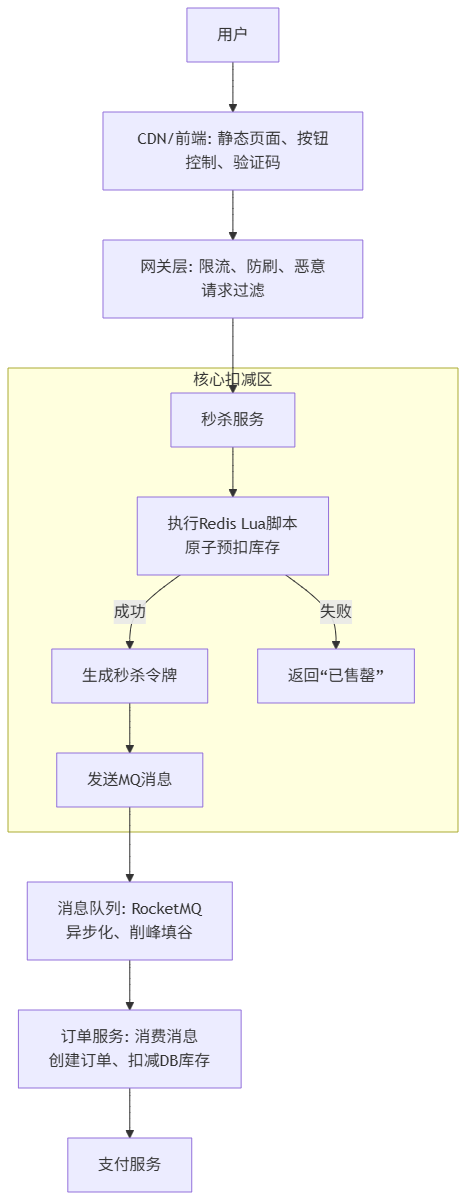 用户
CDN/前端: 静态页面、按钮
控制、验证码
网关层: 限流、防刷、恶意
请求过滤
核心扣减区
秒杀服务
执行Redis Lua脚本
原子预扣库存
成功
失败
生成秒杀令牌
返回“已售罄”
发送MQ消息
消息队列: RocketMQ
异步化、削峰填谷
订单服务: 消费消息
创建订单、扣减DB库存
支付服务